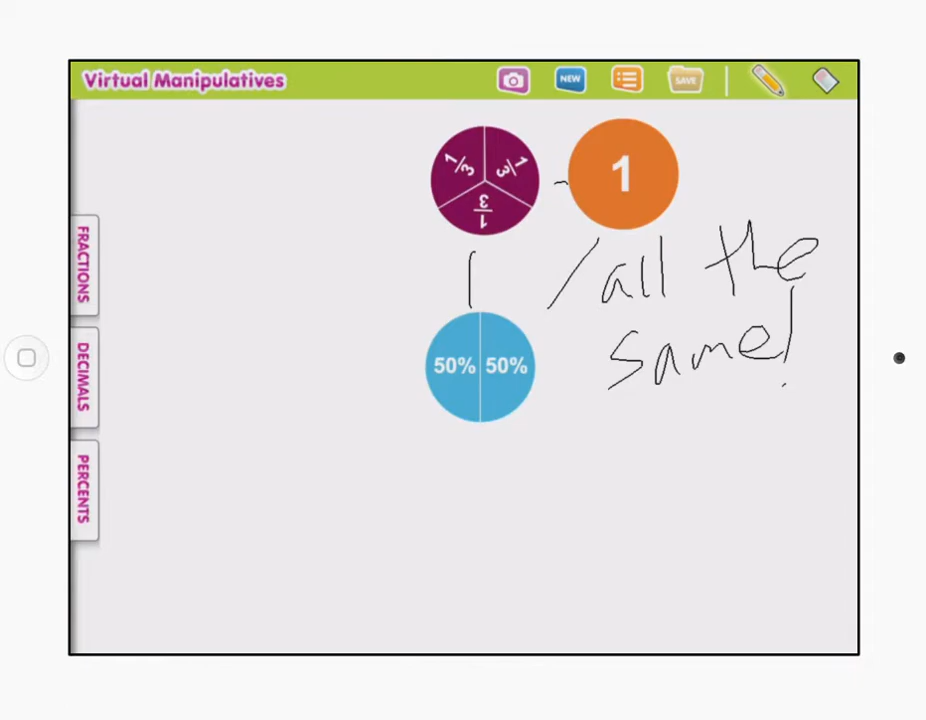 Virtual Manipulatives
NEW
SAVE
FRACTIONS
DECIMALS
PERCENTS
1/3 1/3
1/3
1
all the
same!
50% 50%